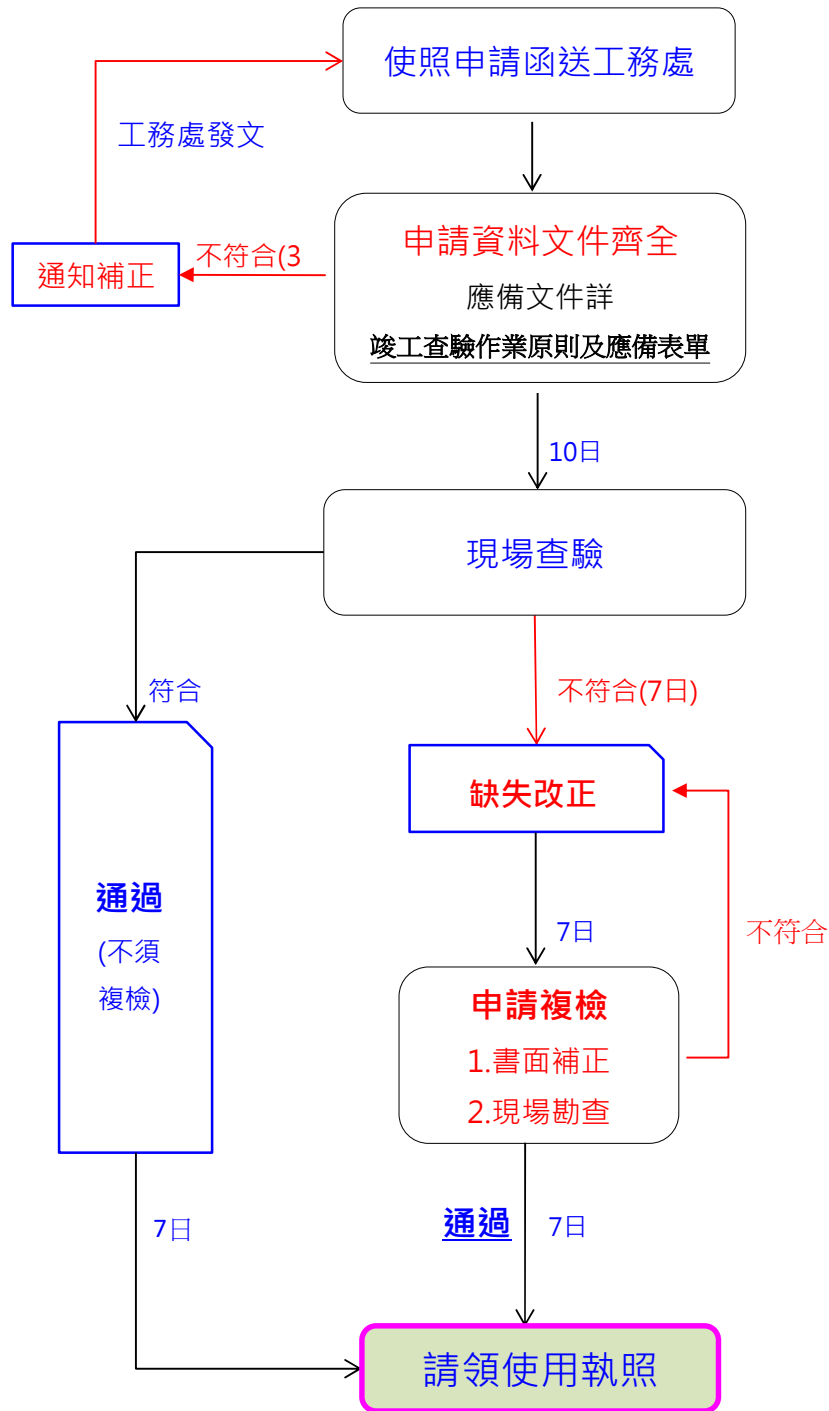 使照申請函送工務處
工務處發文
申請資料文件齊全
不符合(3
通知補正
應備文件詳
竣工查驗作業原則及應備表單
10日
現場查驗
符合
不符合(7日)
缺失改正
通過
(不須
複檢)
7日
不符合
申請複檢
1.書面補正
2.現場勘查
7日
通過
7日
請領使用執照